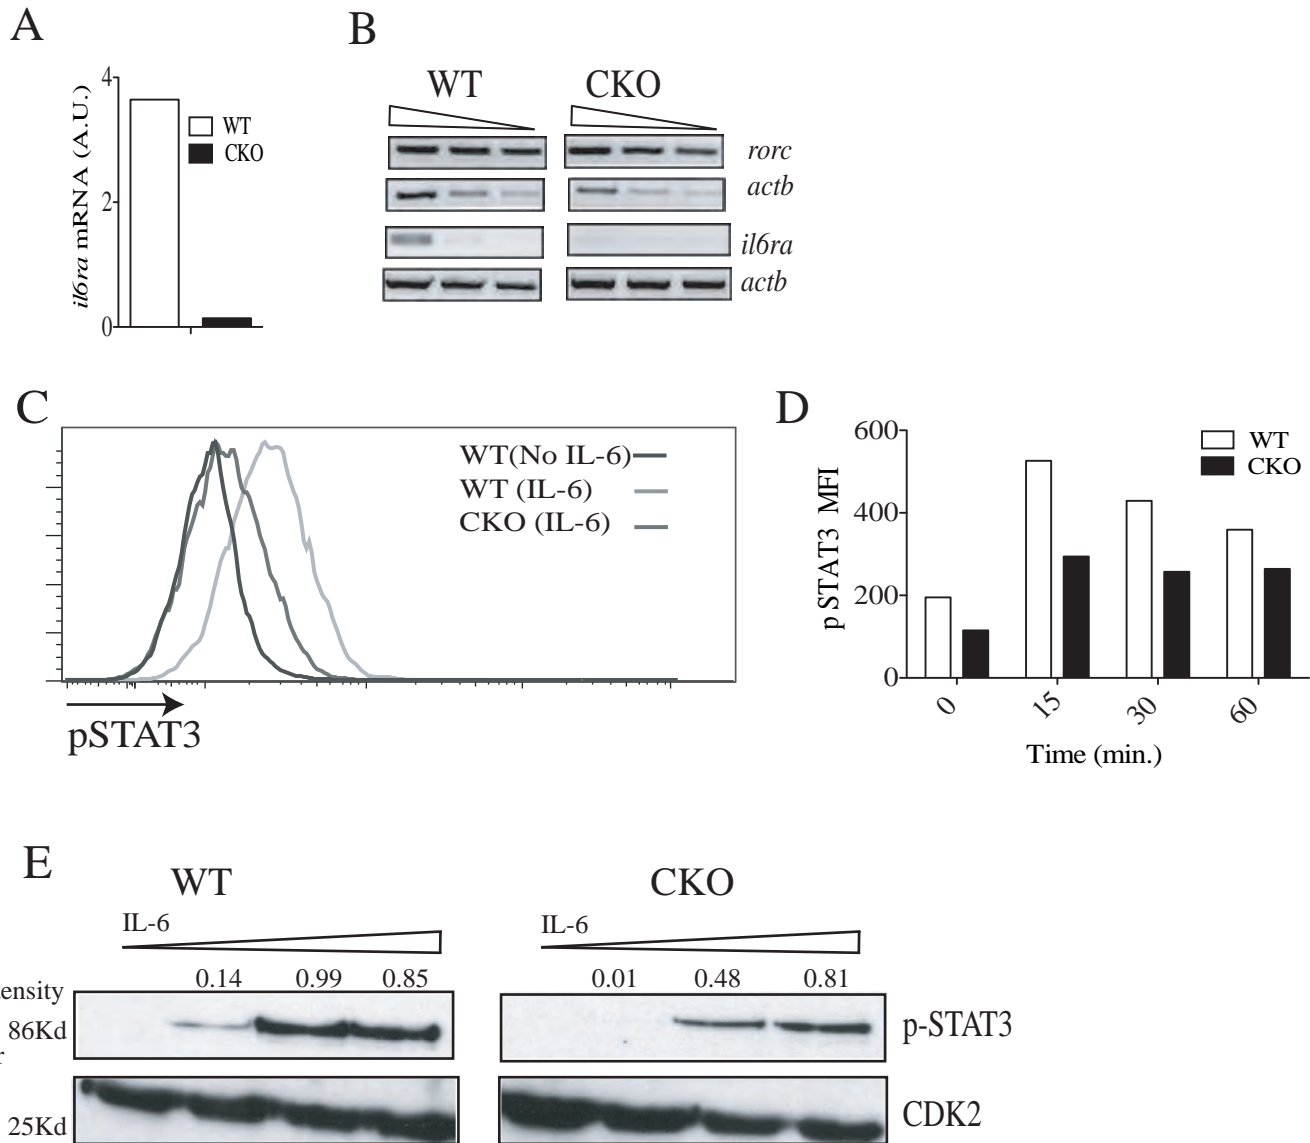 A
4
2
0
il6ra mRNA (A.U.)
WT
CKO
B
WT CKO
rorc
actb
il6ra
actb
C
WT(No IL-6)
WT (IL-6)
CKO (IL-6)
pSTAT3
D
600
400
200
0
pSTAT3 MFI
WT
CKO
0 15 30 60
Time (min.)
E
WT CKO
IL-6 IL-6
0.14 0.99 0.85 0.01 0.48 0.81
86Kd
p-STAT3
25Kd
CDK2